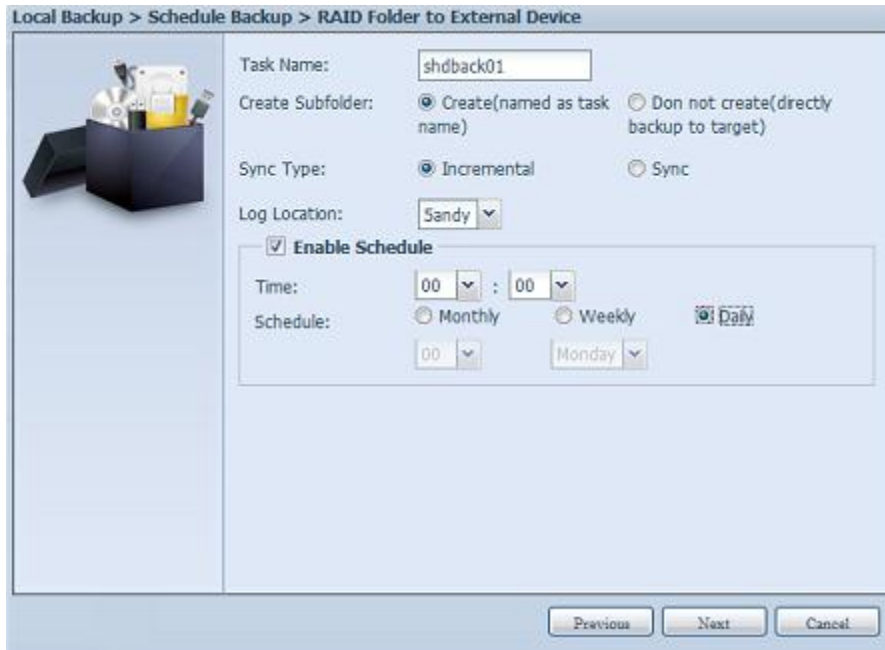 Local Backup > Schedule Backup > RAID Folder to External Device
Task Name: shdback01
Create Subfolder: Create(named as task name) Don not create(directly backup to target)
Sync Type: Incremental Sync
Log Location: Sandy
Enable Schedule
Time: 00 : 00
Schedule: Monthly Weekly Daily
00 Monday
Previous Next Cancel